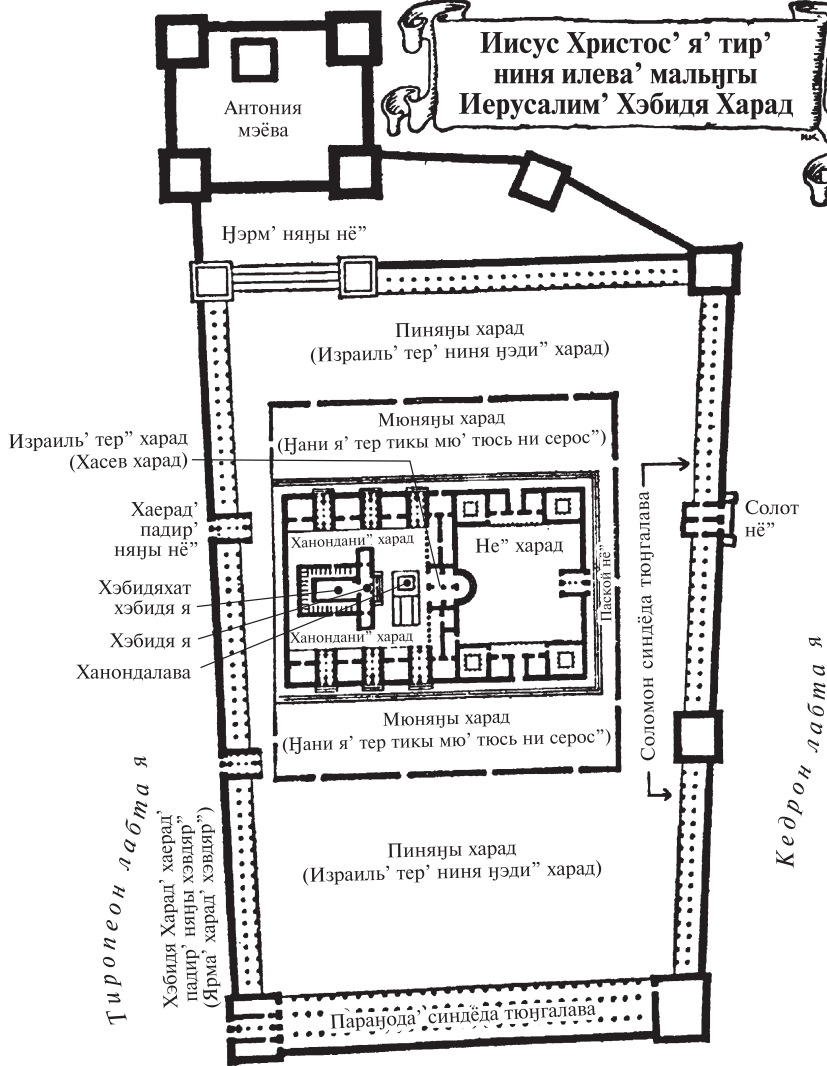 Иисус Христос’ я’ тир’
ниня илева’ мальӈгы
Иерусалим’ Хэбидя Харад
Антония
мэёва
Ӈэрм’ няӈы нё”
Пиняӈы харад
(Израиль’ тер’ ниня ӈэди” харад)
Мюняӈы харад
(Ӈани я’ тер тикы мю’ тюсь ни серос”)
Израиль’ тер” харад
(Хасев харад)
Хаерад’
падир’
няӈы нё”
Ханондани” харад
Не” харад
Паской нё”
Соломон синдёда тюӈгалава
Солот
нё”
Хэбидяхат
хэбидя я
Хэбидя я
Ханондалава
Ханондани” харад
Мюняӈы харад
(Ӈани я’ тер тикы мю’ тюсь ни серос”)
Кедрон лабта я
Тиропеон лабта я
Хэбидя Харад’ хаерад’
падир’ няӈы хэвдяр”
(Ярма’ харад’ хэвдяр”)
Пиняӈы харад
(Израиль’ тер’ ниня ӈэди” харад)
Параӈода’ синдёда тюӈгалава